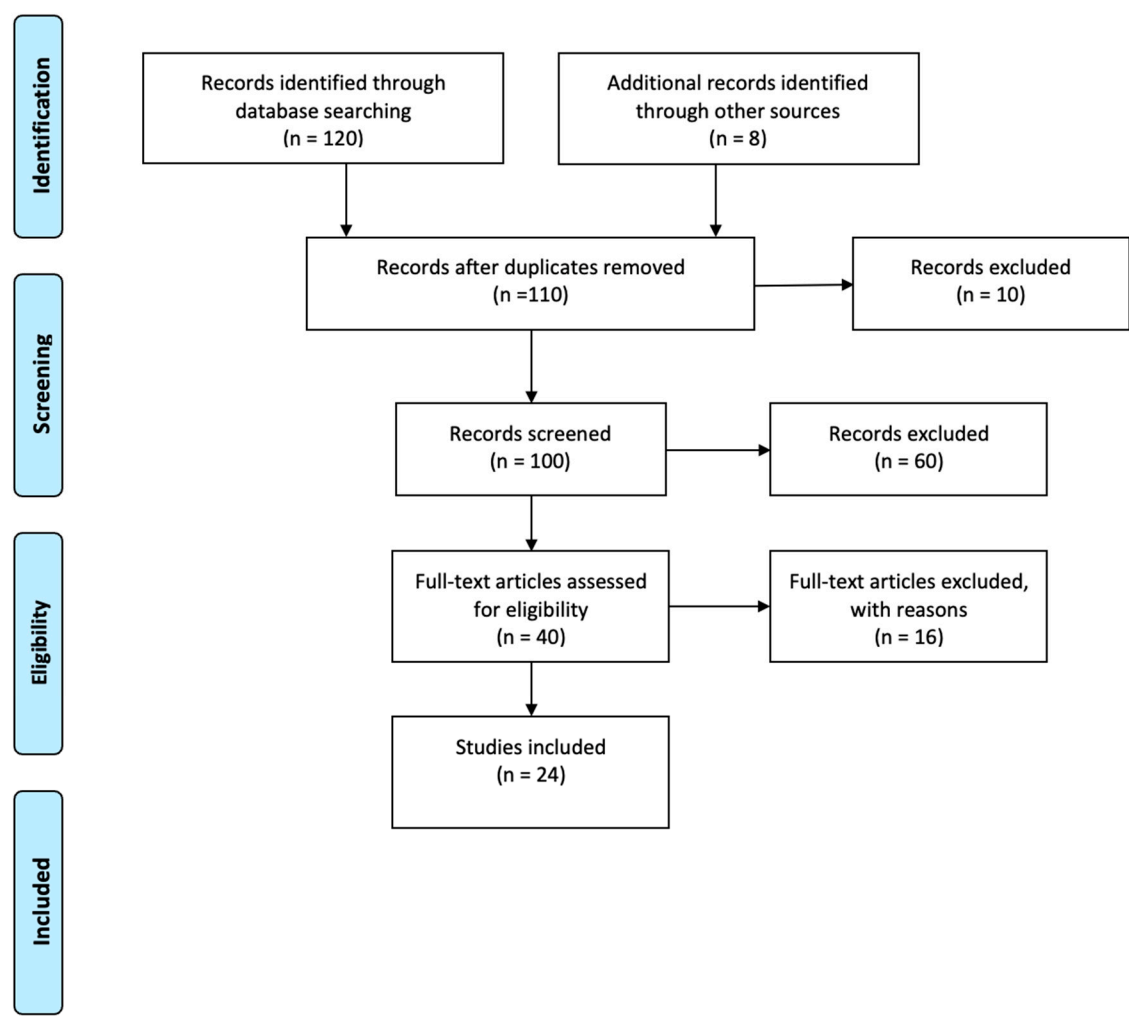 Identification
Records identified through
database searching
(n = 120)
Additional records identified
through other sources
(n = 8)
Records after duplicates removed
(n =110)
Records excluded
(n = 10)
Screening
Records screened
(n = 100)
Records excluded
(n = 60)
Eligibility
Full-text articles assessed
for eligibility
(n = 40)
Full-text articles excluded,
with reasons
(n = 16)
Studies included
(n = 24)
Included